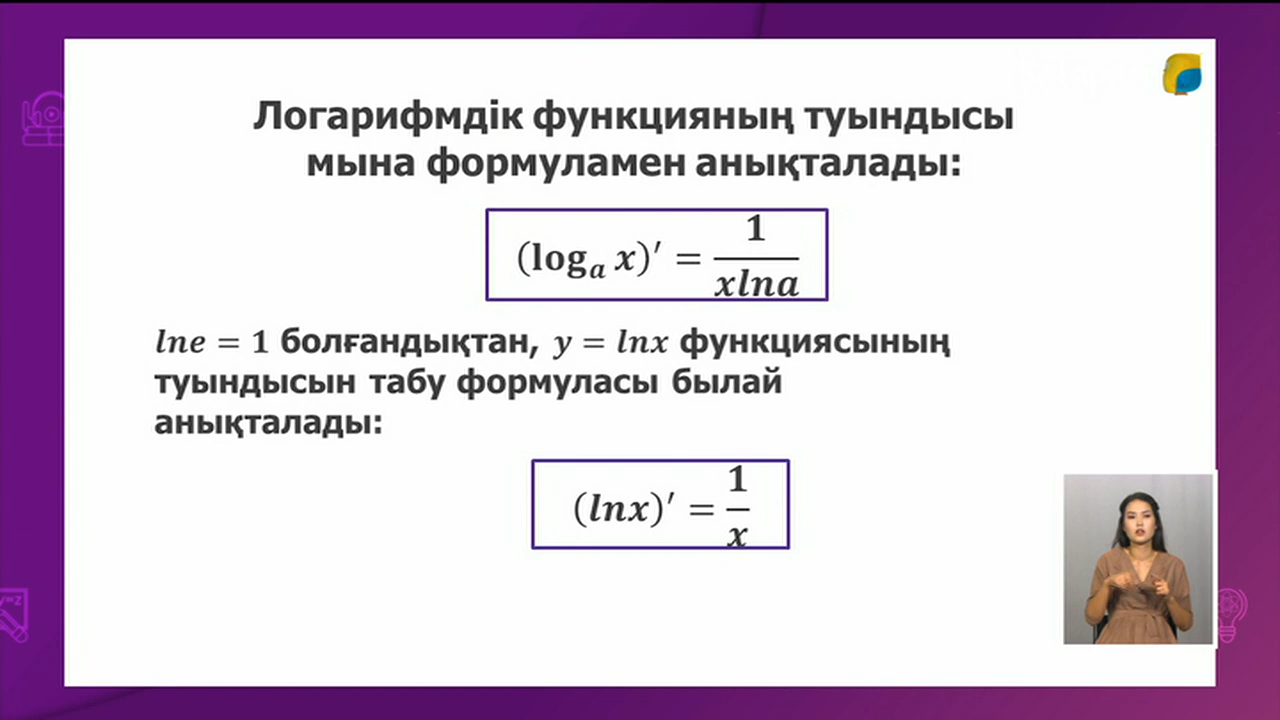 Логарифмдік функцияның туындысы
мына формуламен анықталады:
(logₐ x)′ = 1/(xlna)
lne = 1 болғандықтан, y = lnx функциясының
туындысын табу формуласы былай
анықталады:
(lnx)′ = 1/x